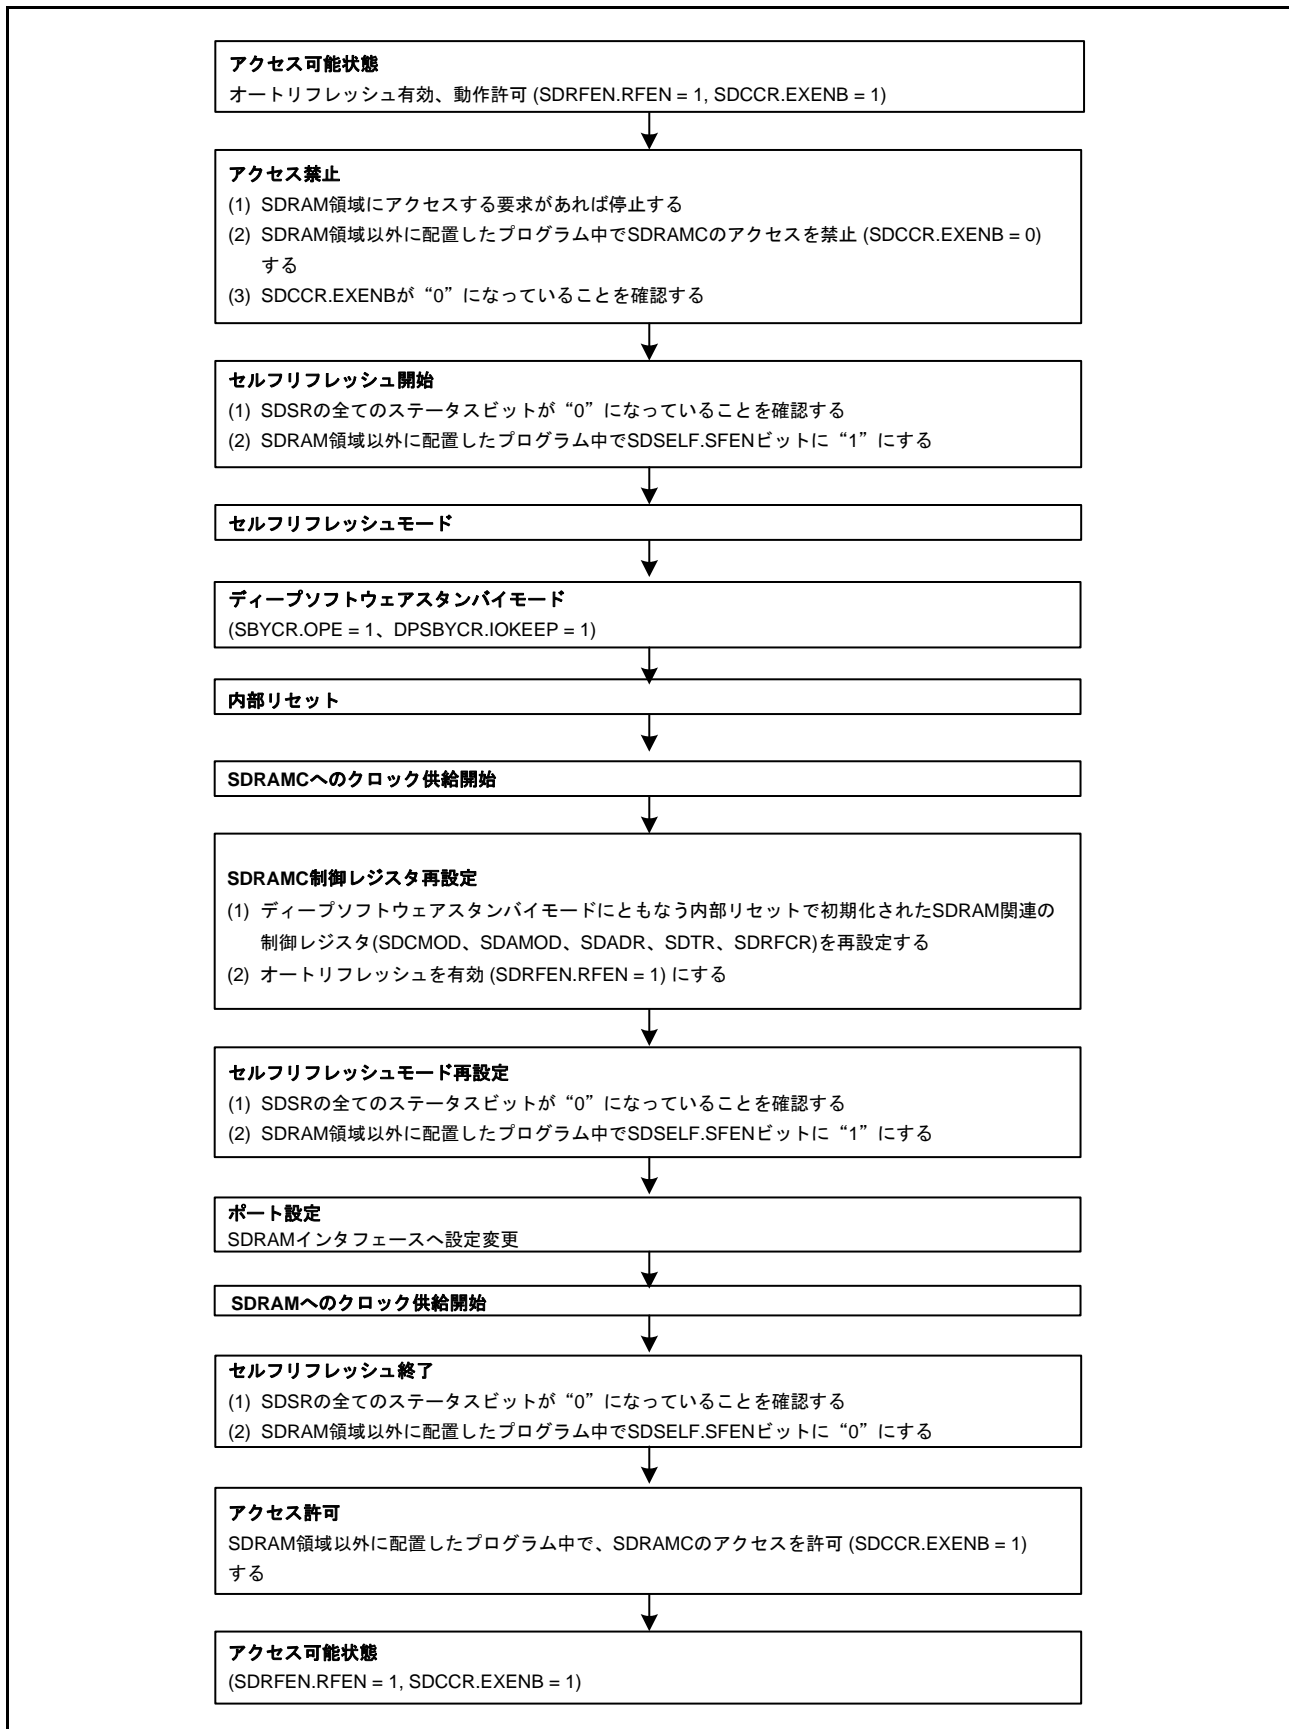 アクセス可能状態
オートリフレッシュ有効、動作許可 (SDRFEN.RFEN = 1, SDCCR.EXENB = 1)
アクセス禁止
(1) SDRAM領域にアクセスする要求があれば停止する
(2) SDRAM領域以外に配置したプログラム中でSDRAMCのアクセスを禁止 (SDCCR.EXENB = 0)
する
(3) SDCCR.EXENBが“0”になっていることを確認する
セルフリフレッシュ開始
(1) SDSRの全てのステータスビットが“0”になっていることを確認する
(2) SDRAM領域以外に配置したプログラム中でSDSELF.SFENビットに“1”にする
セルフリフレッシュモード
ディープソフトウェアスタンバイモード
(SBYCR.OPE = 1、DPSBYCR.IOKEEP = 1)
内部リセット
SDRAMCへのクロック供給開始
SDRAMC制御レジスタ再設定
(1) ディープソフトウェアスタンバイモードにともなう内部リセットで初期化されたSDRAM関連の
制御レジスタ(SDCMOD、SDAMOD、SDADR、SDTR、SDRFCR)を再設定する
(2) オートリフレッシュを有効 (SDRFEN.RFEN = 1) にする
セルフリフレッシュモード再設定
(1) SDSRの全てのステータスビットが“0”になっていることを確認する
(2) SDRAM領域以外に配置したプログラム中でSDSELF.SFENビットに“1”にする
ポート設定
SDRAMインタフェースへ設定変更
SDRAMへのクロック供給開始
セルフリフレッシュ終了
(1) SDSRの全てのステータスビットが“0”になっていることを確認する
(2) SDRAM領域以外に配置したプログラム中でSDSELF.SFENビットに“0”にする
アクセス許可
SDRAM領域以外に配置したプログラム中で、SDRAMCのアクセスを許可 (SDCCR.EXENB = 1)
する
アクセス可能状態
(SDRFEN.RFEN = 1, SDCCR.EXENB = 1)